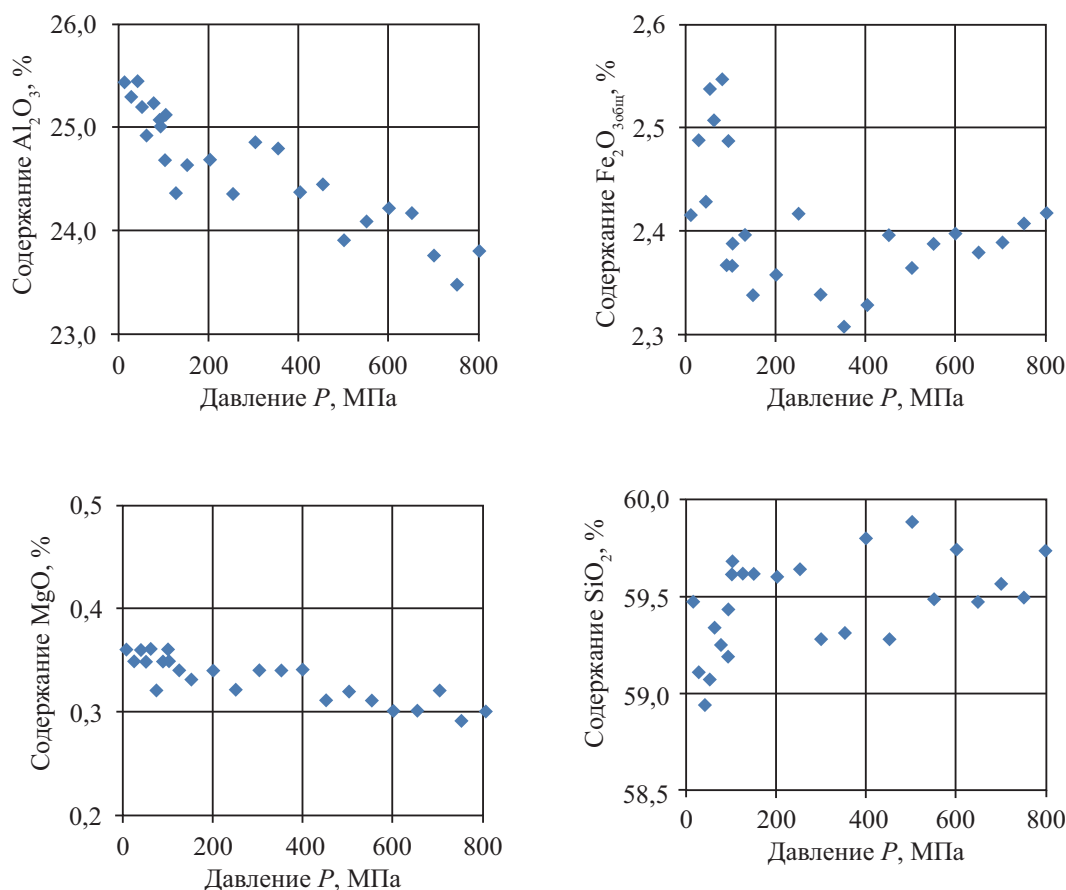 Содержание Al2O3, %
26,0
25,0
24,0
23,0
0 200 400 600 800
Давление P, МПа
Содержание Fe2O3общ, %
2,6
2,5
2,4
2,3
0 200 400 600 800
Давление P, МПа
Содержание MgO, %
0,5
0,4
0,3
0,2
0 200 400 600 800
Давление P, МПа
Содержание SiO2, %
60,0
59,5
59,0
58,5
0 200 400 600 800
Давление P, МПа